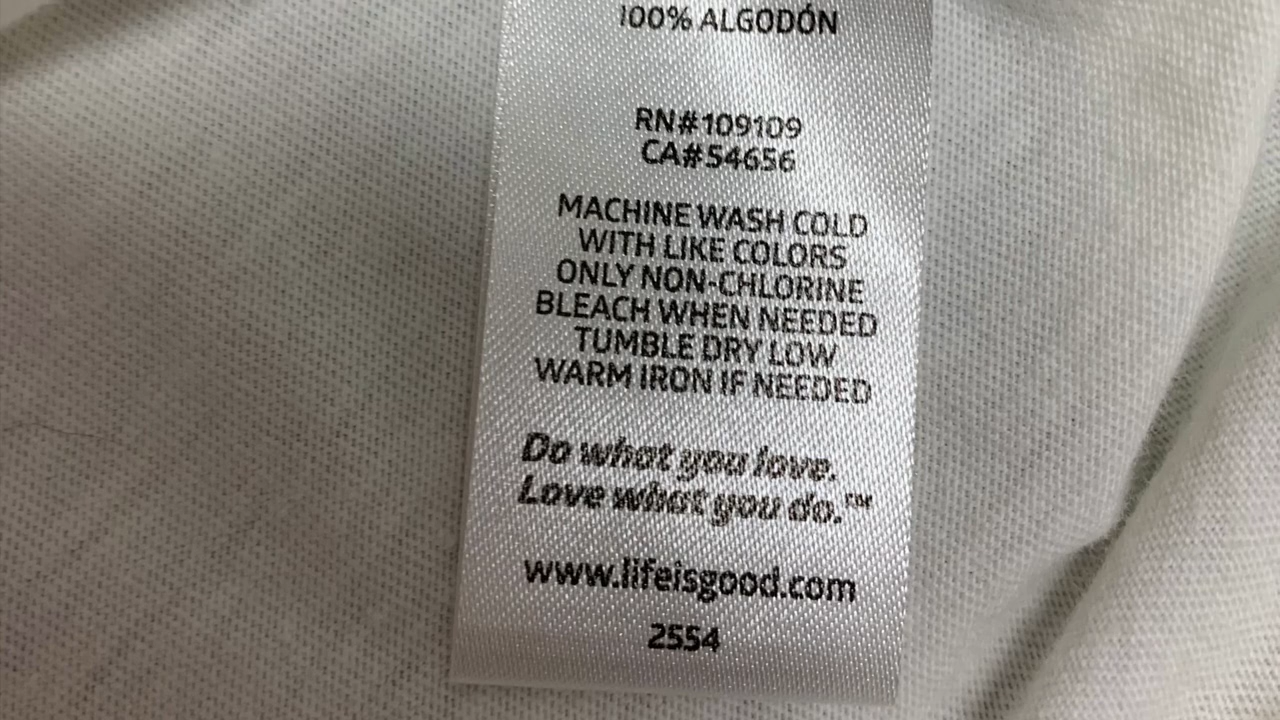 100% ALGODÓN
RN#109109
CA#54656
MACHINE WASH COLD
WITH LIKE COLORS
ONLY NON-CHLORINE
BLEACH WHEN NEEDED
TUMBLE DRY LOW
WARM IRON IF NEEDED
Do what you love.
Love what you do.™
www.lifeisgood.com
2554